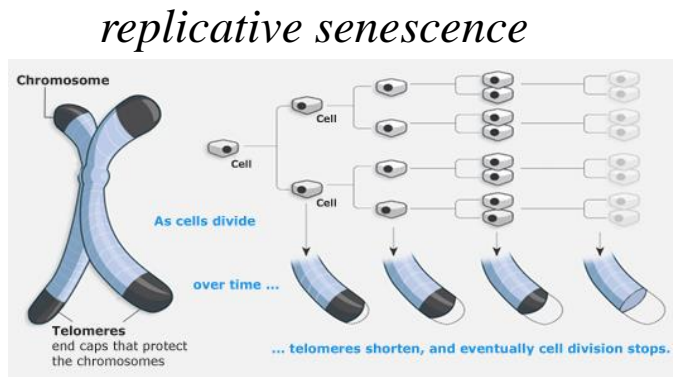 replicative senescence
Chromosome
Cell
Cell
Cell
As cells divide
over time ...
Telomeres
end caps that protect
the chromosomes
... telomeres shorten, and eventually cell division stops.